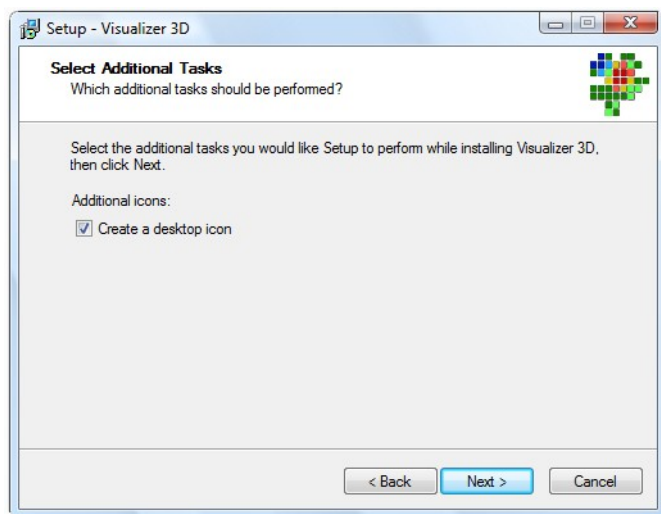 Setup - Visualizer 3D
Select Additional Tasks
Which additional tasks should be performed?
Select the additional tasks you would like Setup to perform while installing Visualizer 3D,
then click Next.
Additional icons:
Create a desktop icon
< Back Next > Cancel